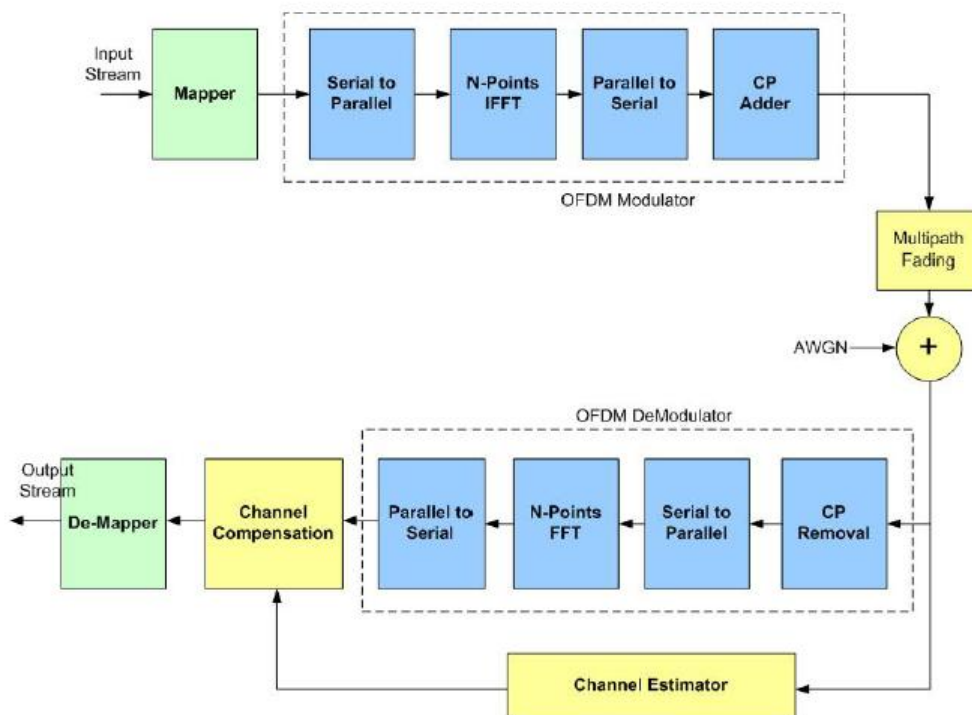 Input
Stream
Mapper
Serial to
Parallel
N-Points
IFFT
Parallel to
Serial
CP
Adder
OFDM Modulator
Multipath
Fading
AWGN
+
OFDM DeModulator
Output
Stream
De-Mapper
Channel
Compensation
Parallel to
Serial
N-Points
FFT
Serial to
Parallel
CP
Removal
Channel Estimator